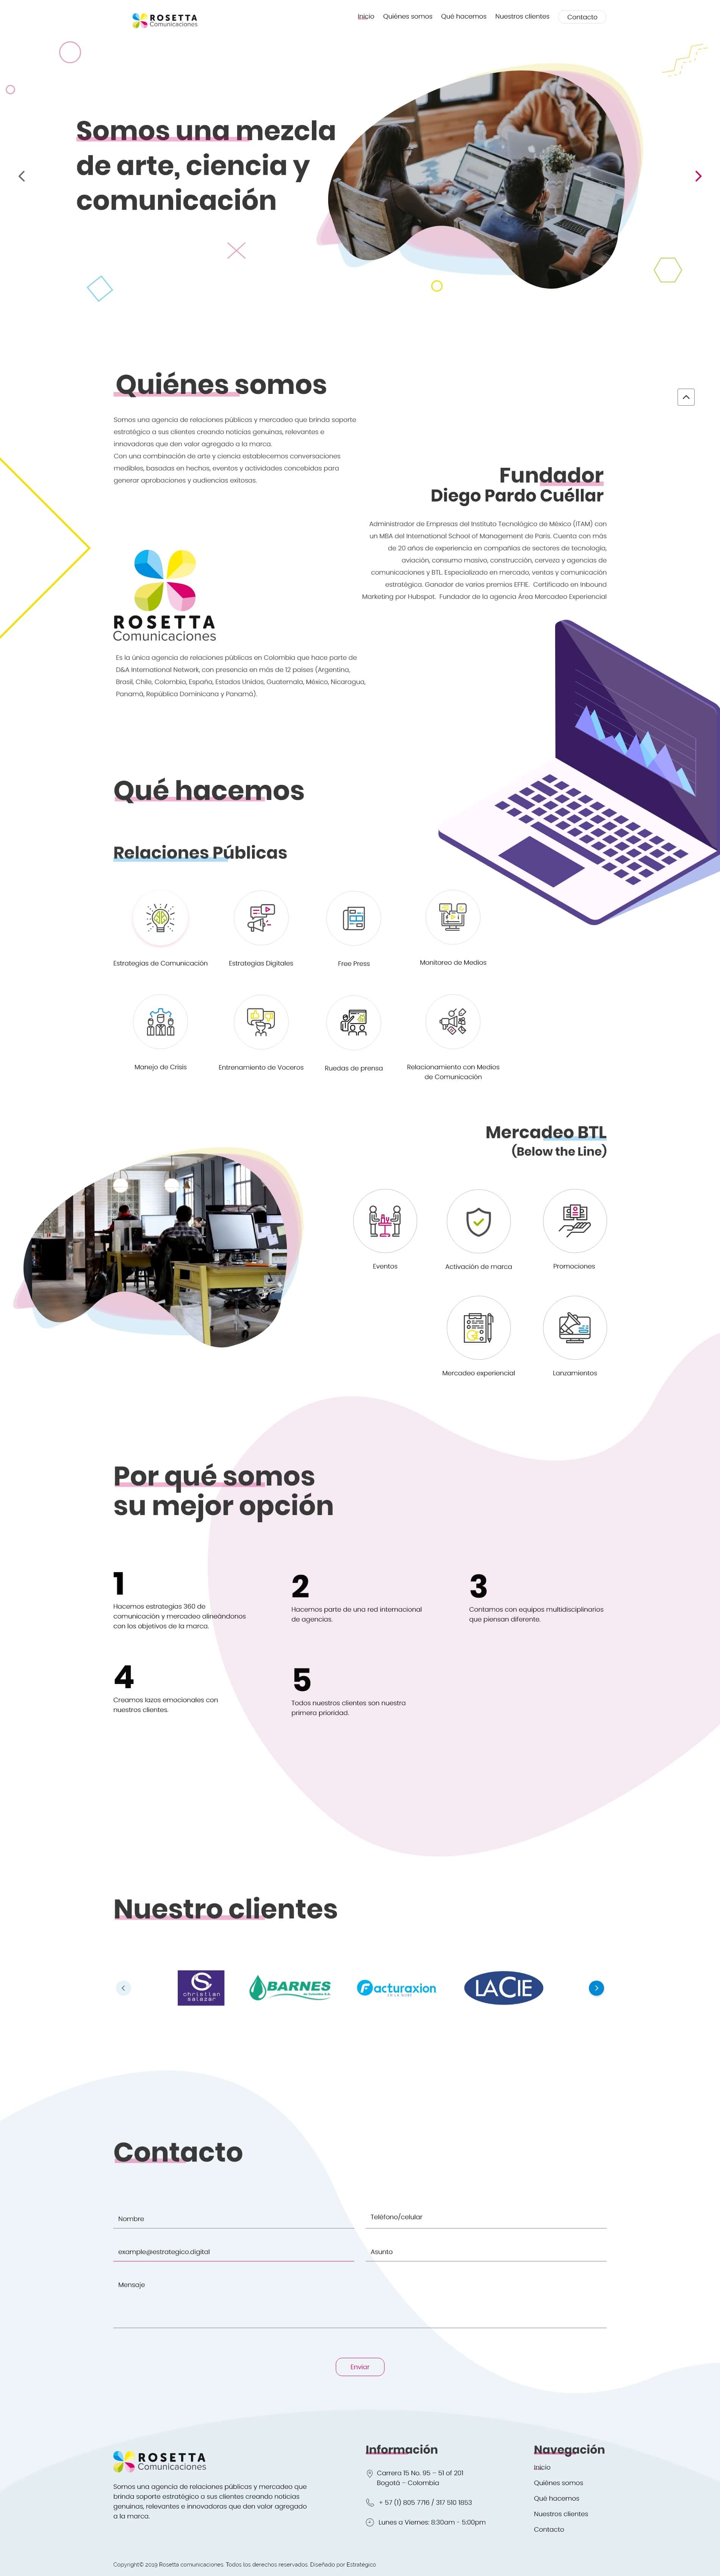 ROSETTA
Comunicaciones
Inicio
Quiénes somos
Qué hacemos
Nuestros clientes
Contacto
Somos una mezcla
de arte, ciencia y
comunicación
Quiénes somos
Somos una agencia de relaciones públicas y mercadeo que brinda soporte
estratégico a sus clientes creando noticias genuinas, relevantes e
innovadoras que den valor agregado a la marca.
Con una combinación de arte y ciencia establecemos conversaciones
medibles, basadas en hechos, eventos y actividades concebidas para
generar aprobaciones y audiencias exitosas.
Fundador
Diego Pardo Cuéllar
Administrador de Empresas del Instituto Tecnológico de México (ITAM) con
un MBA del International School of Management de París. Cuenta con más
de 20 años de experiencia en compañías de sectores de tecnología,
aviación, consumo masivo, construcción, cerveza y agencias de
comunicaciones y BTL. Especializado en mercado, ventas y comunicación
estratégica. Ganador de varios premios EFFIE. Certificado en Inbound
Marketing por Hubspot. Fundador de la agencia Área Mercadeo Experiencial
ROSETTA
Comunicaciones
Es la única agencia de relaciones públicas en Colombia que hace parte de
D&A International Network, con presencia en más de 12 países (Argentina,
Brasil, Chile, Colombia, España, Estados Unidos, Guatemala, México, Nicaragua,
Panamá, República Dominicana y Panamá).
Qué hacemos
Relaciones Públicas
Estrategias de Comunicación
Estrategias Digitales
Free Press
Monitoreo de Medios
Manejo de Crisis
Entrenamiento de Voceros
Ruedas de prensa
Relacionamiento con Medios
de Comunicación
Mercadeo BTL
(Below the Line)
Eventos
Activación de marca
Promociones
Mercadeo experiencial
Lanzamientos
Por qué somos
su mejor opción
1
Hacemos estrategias 360 de
comunicación y mercadeo alineándonos
con los objetivos de la marca.
2
Hacemos parte de una red internacional
de agencias.
3
Contamos con equipos multidisciplinarios
que piensan diferente.
4
Creamos lazos emocionales con
nuestros clientes.
5
Todos nuestros clientes son nuestra
primera prioridad.
Nuestro clientes
christian
salazar
BARNES
de Colombia S.A.
Facturaxion
EN LA NUBE
LACIE
Contacto
Nombre
Teléfono/celular
example@estrategico.digital
Asunto
Mensaje
Enviar
ROSETTA
Comunicaciones
Somos una agencia de relaciones públicas y mercadeo que
brinda soporte estratégico a sus clientes creando noticias
genuinas, relevantes e innovadoras que den valor agregado
a la marca.
Información
Carrera 15 No. 95 – 51 of 201
Bogotá – Colombia
+ 57 (1) 805 7716 / 317 510 1853
Lunes a Viernes: 8:30am - 5:00pm
Navegación
Inicio
Quiénes somos
Qué hacemos
Nuestros clientes
Contacto
Copyright© 2019 Rosetta comunicaciones. Todos los derechos reservados. Diseñado por Estratégico